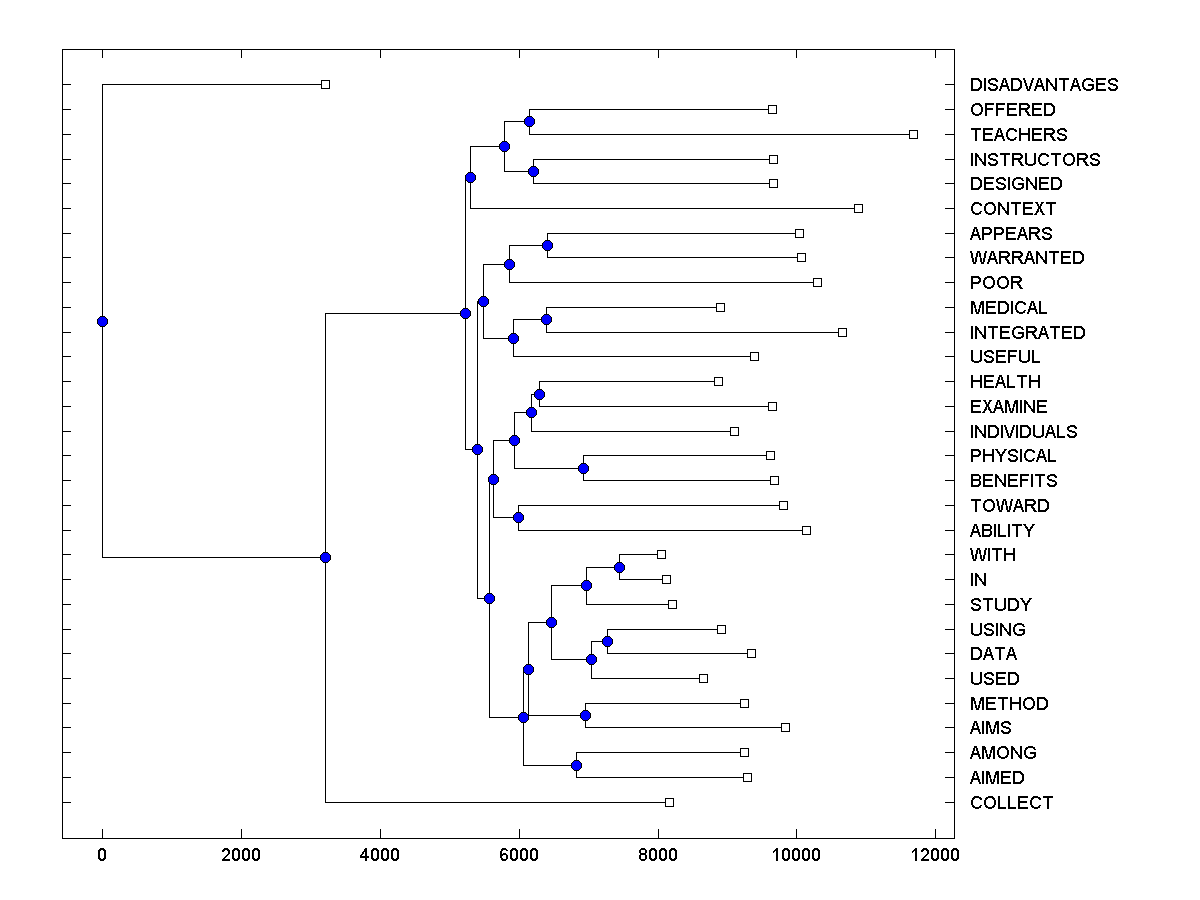 DISADVANTAGES
OFFERED
TEACHERS
INSTRUCTORS
DESIGNED
CONTEXT
APPEARS
WARRANTED
POOR
MEDICAL
INTEGRATED
USEFUL
HEALTH
EXAMINE
INDIVIDUALS
PHYSICAL
BENEFITS
TOWARD
ABILITY
WITH
IN
STUDY
USING
DATA
USED
METHOD
AIMS
AMONG
AIMED
COLLECT
0 2000 4000 6000 8000 10000 12000